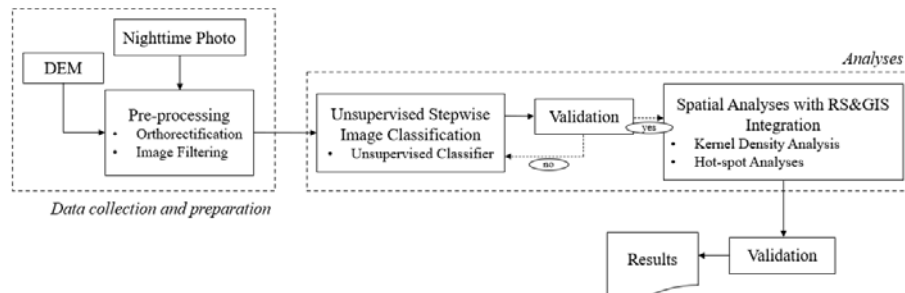 Nighttime Photo
DEM
Pre-processing
• Orthorectification
• Image Filtering
Data collection and preparation
Analyses
Unsupervised Stepwise
Image Classification
• Unsupervised Classifier
Validation
yes
no
Spatial Analyses with RS&GIS
Integration
• Kernel Density Analysis
• Hot-spot Analyses
Results
Validation